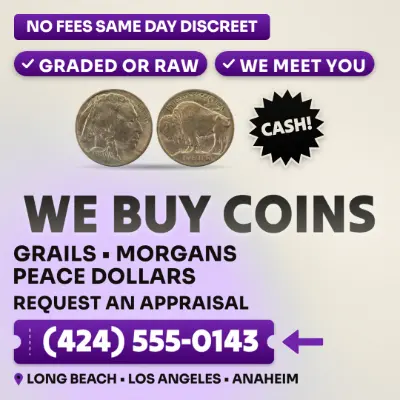 NO FEES SAME DAY DISCREET
✓ GRADED OR RAW
✓ WE MEET YOU
CASH!
WE BUY COINS
GRAILS • MORGANS
PEACE DOLLARS
REQUEST AN APPRAISAL
(424) 555-0143
LONG BEACH • LOS ANGELES • ANAHEIM